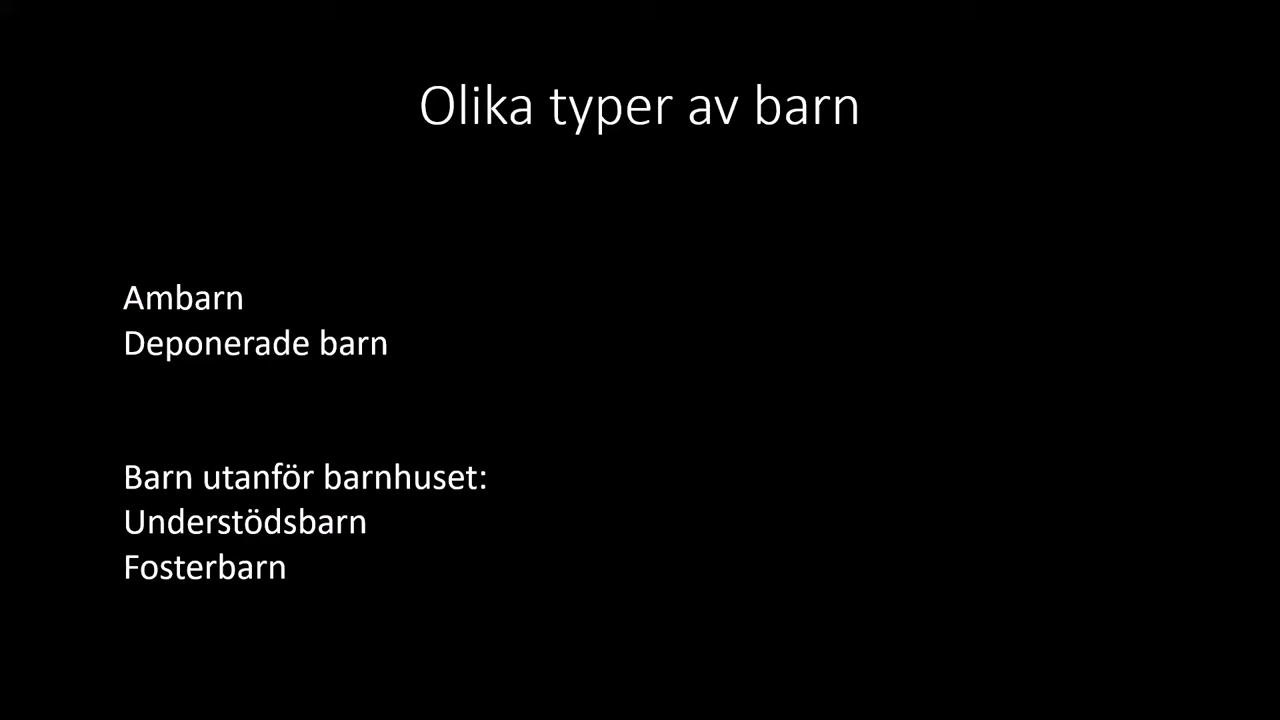 Olika typer av barn
Ambarn
Deponerade barn
Barn utanför barnhuset:
Understödsbarn
Fosterbarn